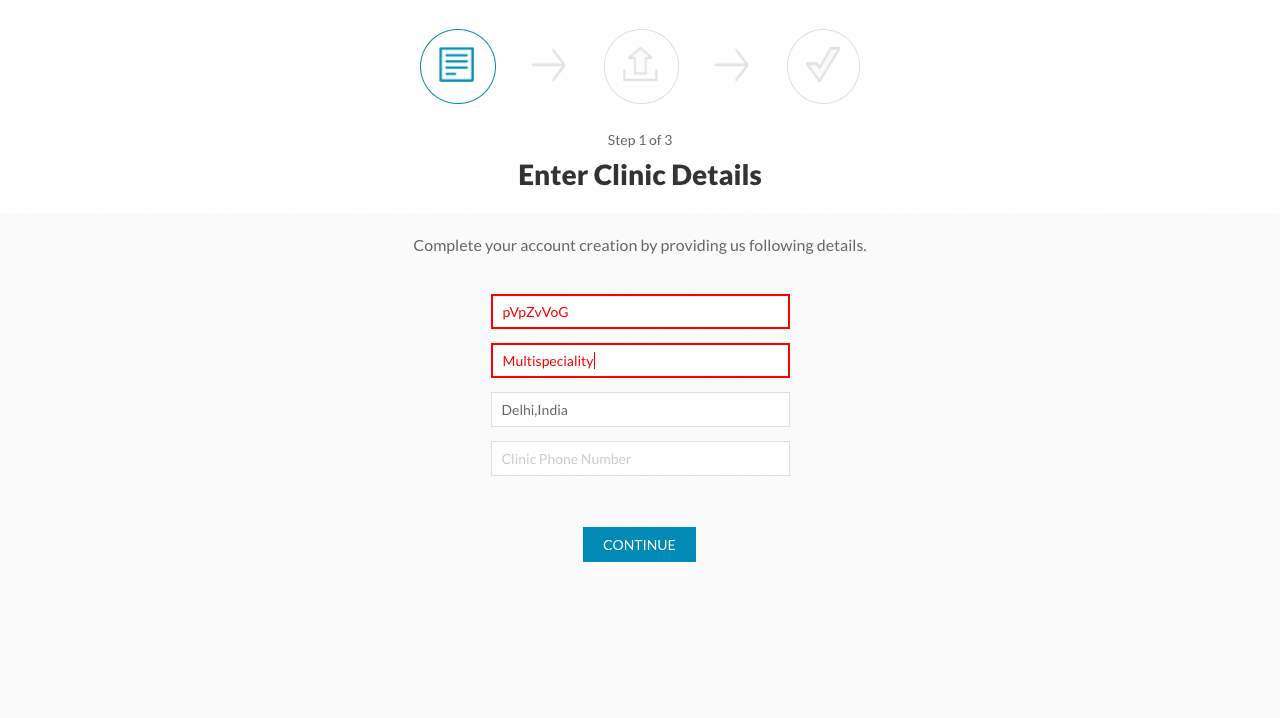 Step 1 of 3
Enter Clinic Details
Complete your account creation by providing us following details.
pVpZvVoG
Multispeciality
Delhi,India
Clinic Phone Number
CONTINUE